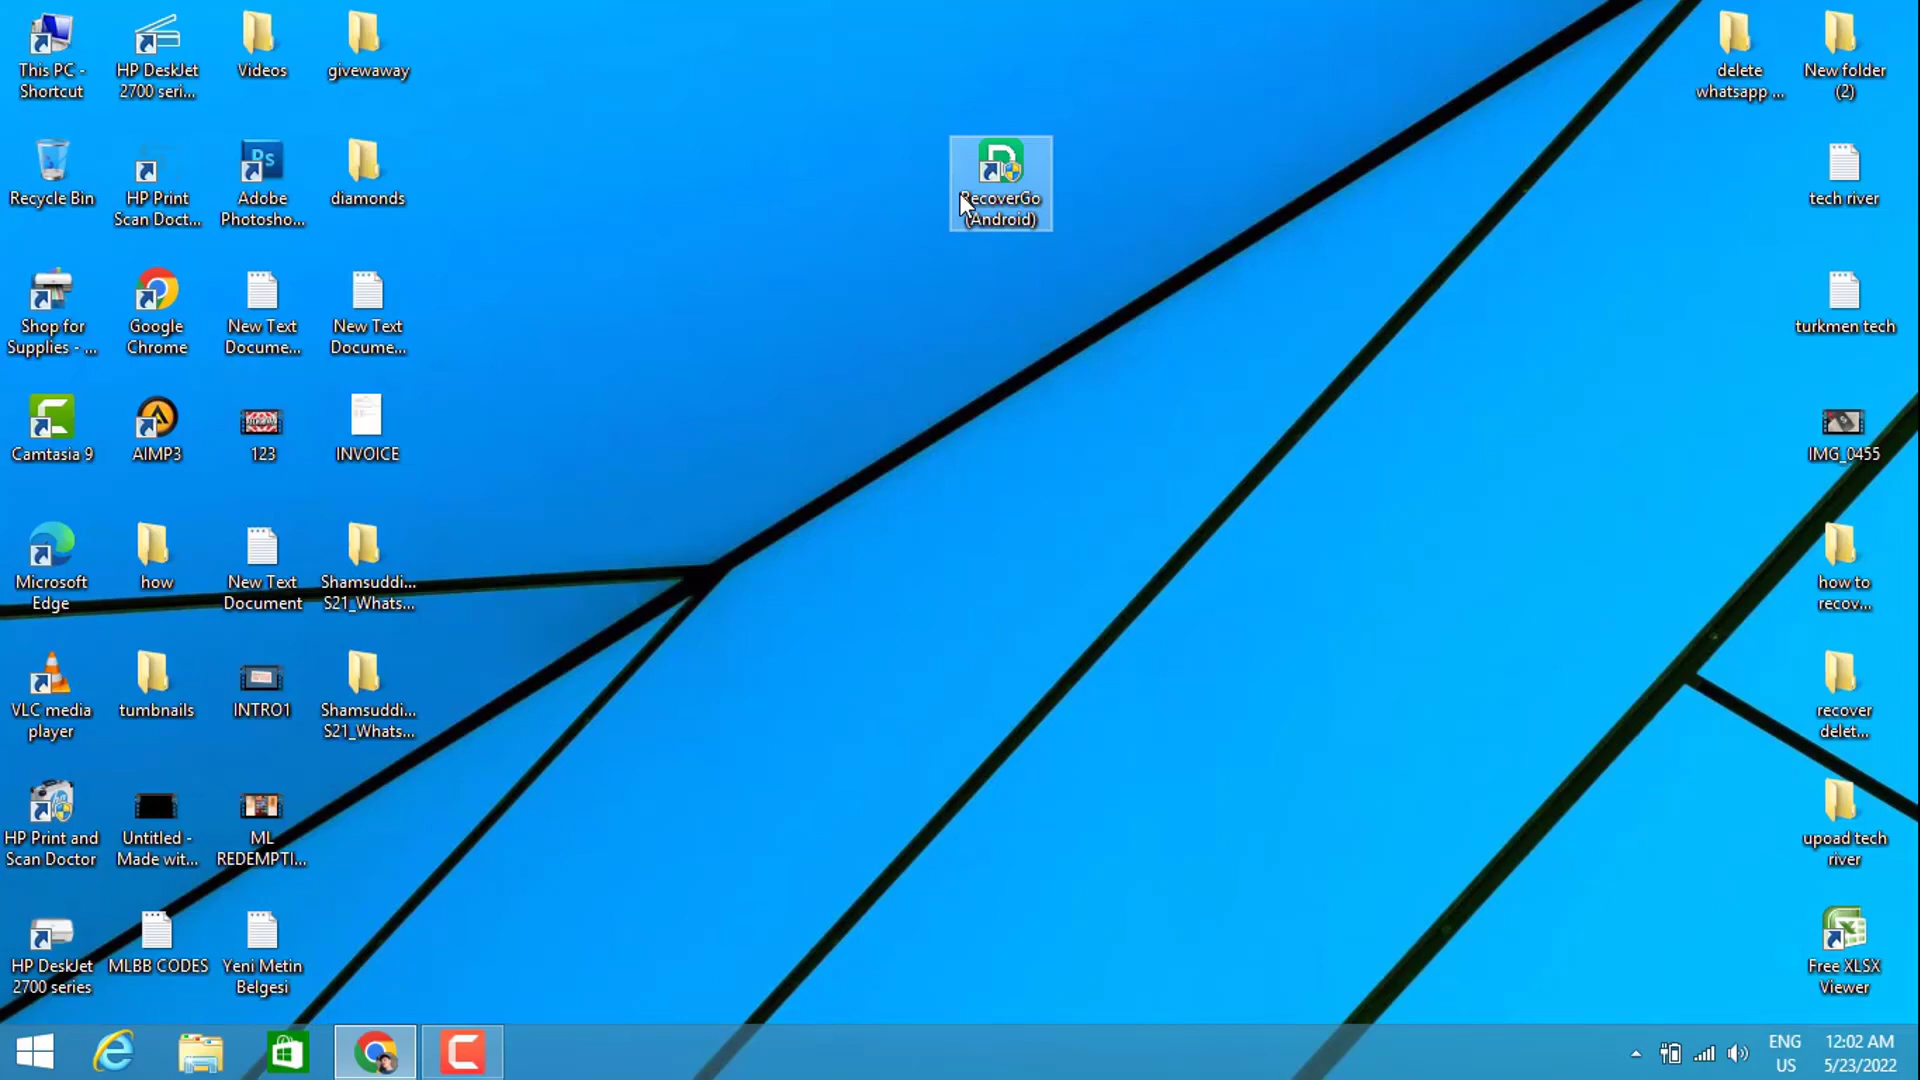 This PC -
Shortcut
HP DeskJet
2700 seri...
Videos
givewaway
delete
whatsapp ...
New folder
(2)
Recycle Bin
HP Print
Scan Doct...
Ps
Adobe
Photosho...
diamonds
RecoverGo
(Android)
tech river
Shop for
Supplies - ...
Google
Chrome
New Text
Docume...
New Text
Docume...
turkmen tech
Camtasia 9
AIMP3
123
INVOICE
IMG_0455
Microsoft
Edge
how
New Text
Document
Shamsuddi...
S21_Whats...
how to
recov...
VLC media
player
tumbnails
INTRO1
Shamsuddi...
S21_Whats...
recover
delet...
HP Print and
Scan Doctor
Untitled -
Made wit...
ML
REDEMPTI...
upoad tech
river
HP DeskJet
2700 series
MLBB CODES
Yeni Metin
Belgesi
Free XLSX
Viewer
ENG
US
12:02 AM
5/23/2022